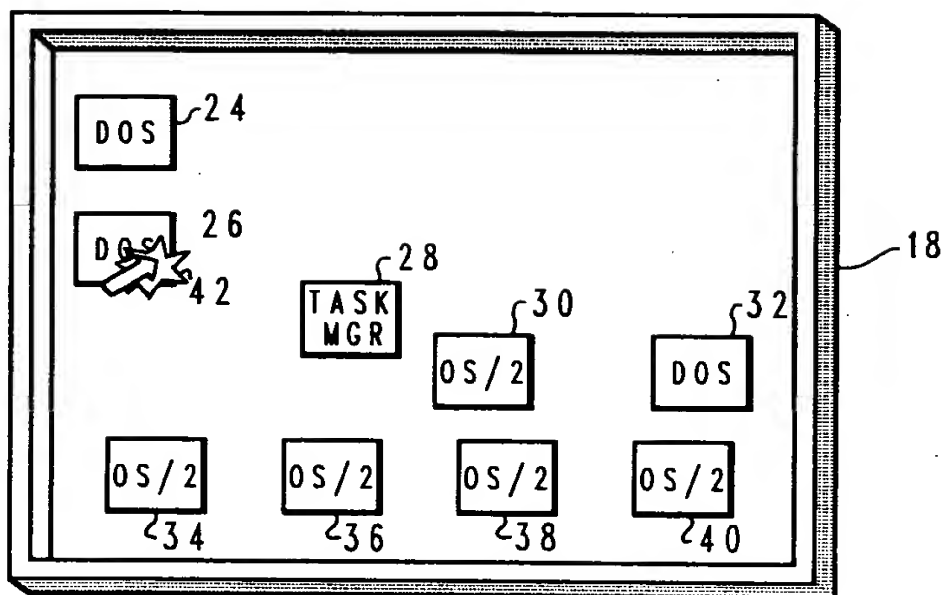 DOS 24
DOS 26
42
18
TASK
MGR
28
OS/2
30
DOS
32
OS/2
34
OS/2
36
OS/2
38
OS/2
40